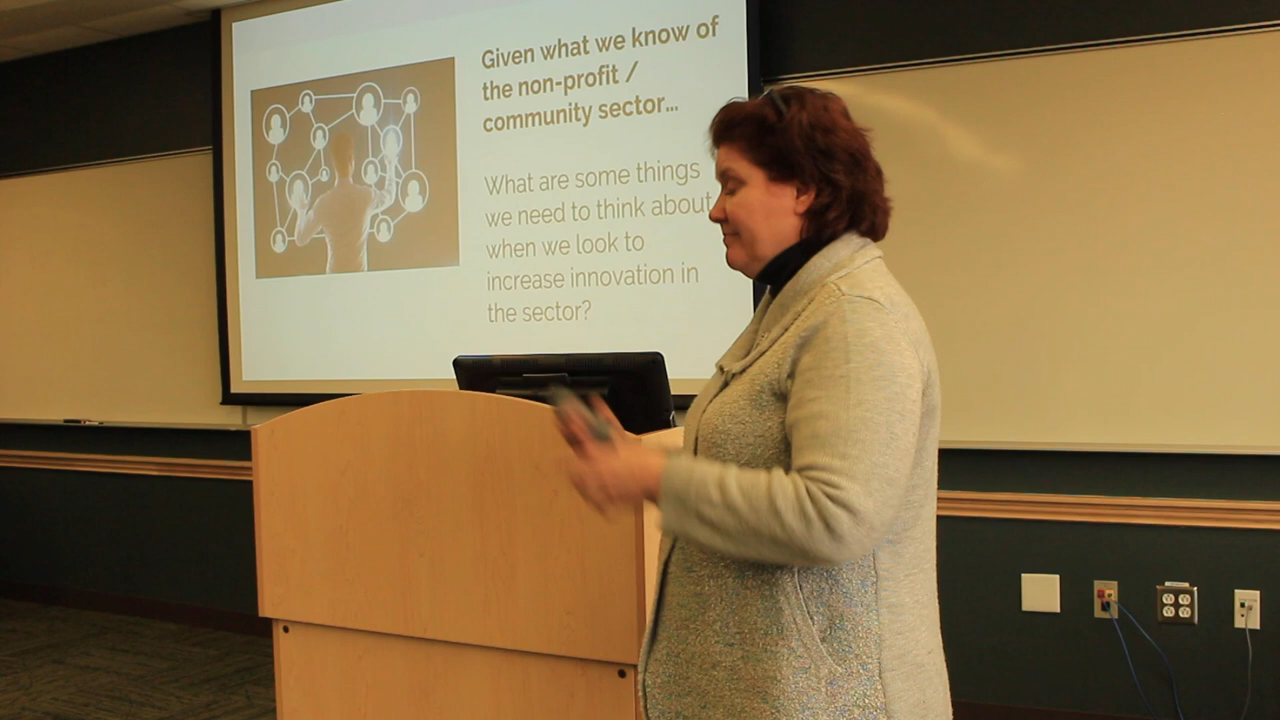 Given what we know of
the non-profit /
community sector...
What are some things
we need to think about
when we look to
increase innovation in
the sector?